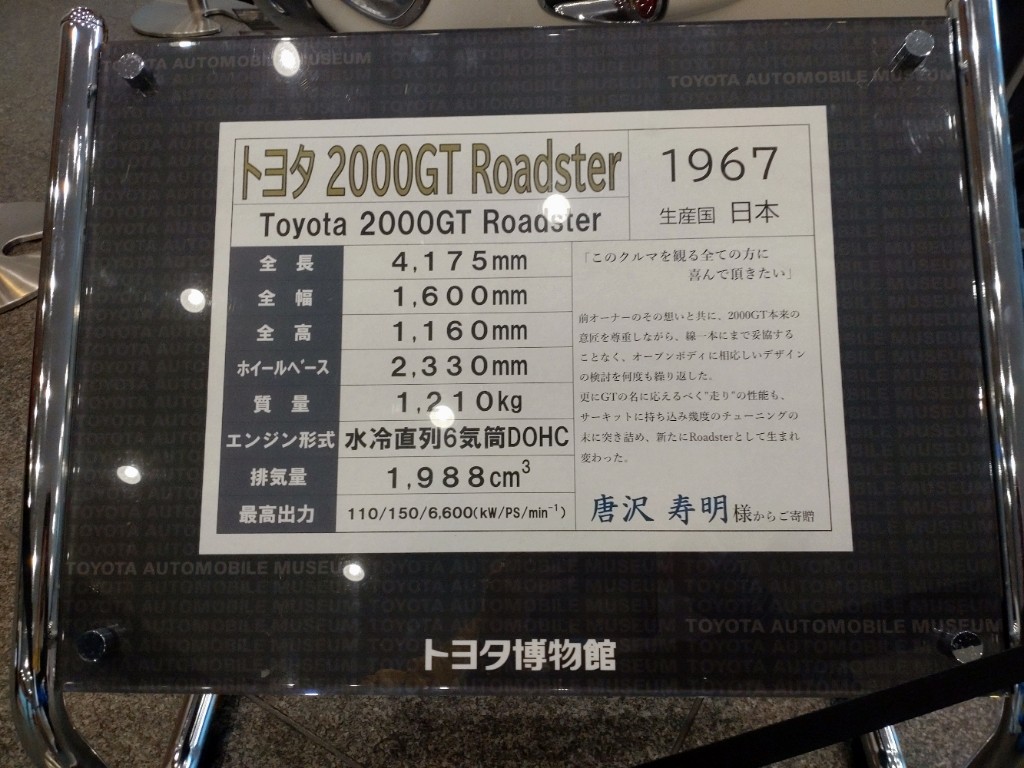 TOYOTA AUTOMOBILE MUSEUM
TOYOTA AUTOMOBILE MUSEUM
トヨタ 2000GT Roadster
Toyota 2000GT Roadster
1967
生産国 日本
全長 4,175mm
全幅 1,600mm
全高 1,160mm
ホイールベース 2,330mm
質量 1,210kg
エンジン形式 水冷直列6気筒DOHC
排気量 1,988cm³
最高出力 110/150/6,600(kW/PS/min⁻¹)
「このクルマを観る全ての方に
喜んで頂きたい」
前オーナーのその想いと共に、2000GT本来の
意匠を尊重しながら、線一本にまで妥協する
ことなく、オープンボディに相応しいデザイン
の検討を何度も繰り返した。
更にGTの名に応えるべく"走り"の性能も、
サーキットに持ち込み幾度のチューニングの
末に突き詰め、新たにRoadsterとして生まれ
変わった。
唐沢 寿明様からご寄贈
TOYOTA AUTOMOBILE MUSEUM
TOYOTA AUTOMOBILE MUSEUM
トヨタ博物館